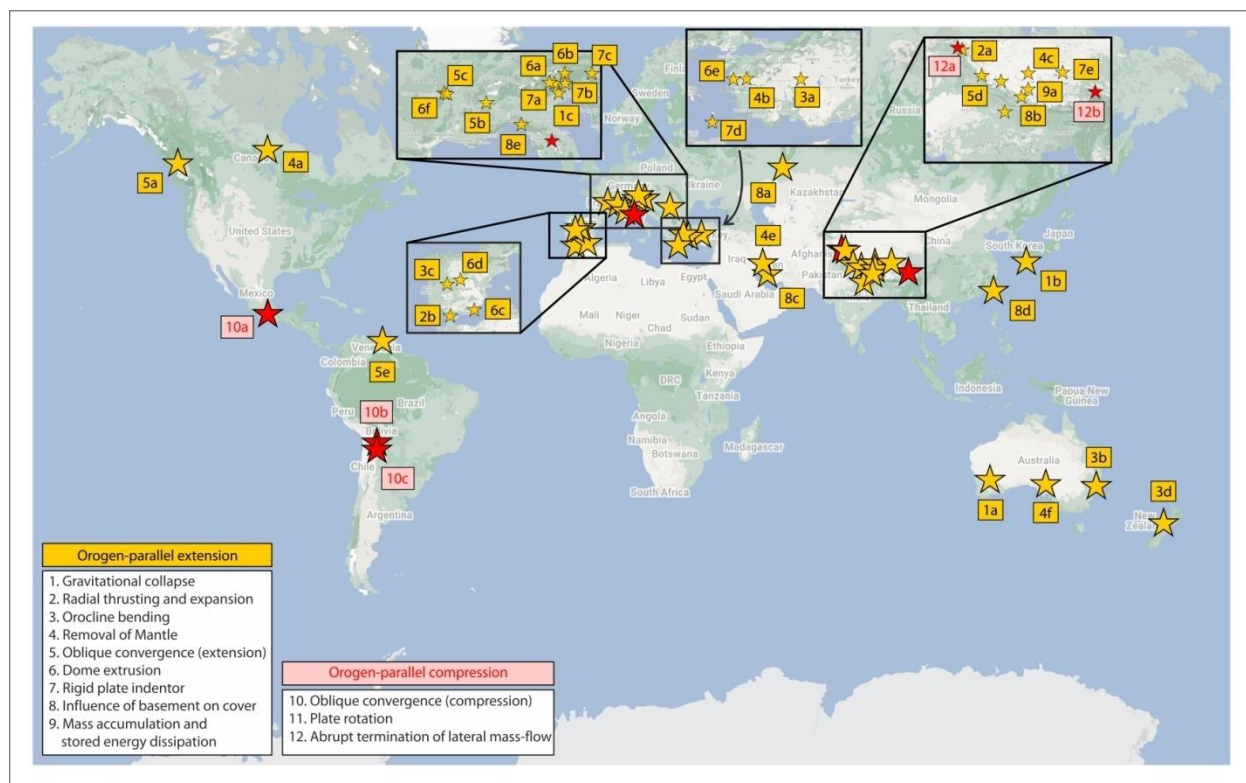 6b
7c
6a
5c
6f
7a
7b
5b
1c
8e
6e
4b
3a
Turkey
7d
2a
4c
7e
12a
5d
9a
12b
8b
Finland
Sweden
Norway
Russia
Canada
4a
5a
Poland
Germany
Ukraine
8a
Kazakhstan
Mongolia
United States
4e
China
Japan
South Korea
Afghanistan
Iraq
Iran
Pakistan
3c
6d
2b
6c
Algeria
Libya
Egypt
Saudi Arabia
8c
India
1b
Mexico
10a
Mali
Niger
Sudan
Chad
Thailand
8d
Nigeria
Ethiopia
Venezuela
Colombia
5e
DRC
Kenya
Tanzania
Indonesia
Papua New
Guinea
10b
Peru
Brazil
Bolivia
Angola
Namibia
Botswana
Madagascar
Chile
10c
South Africa
Argentina
Australia
3b
1a
4f
3d
New
Zealand
Orogen-parallel extension
1. Gravitational collapse
2. Radial thrusting and expansion
3. Orocline bending
4. Removal of Mantle
5. Oblique convergence (extension)
6. Dome extrusion
7. Rigid plate indentor
8. Influence of basement on cover
9. Mass accumulation and
stored energy dissipation
Orogen-parallel compression
10. Oblique convergence (compression)
11. Plate rotation
12. Abrupt termination of lateral mass-flow